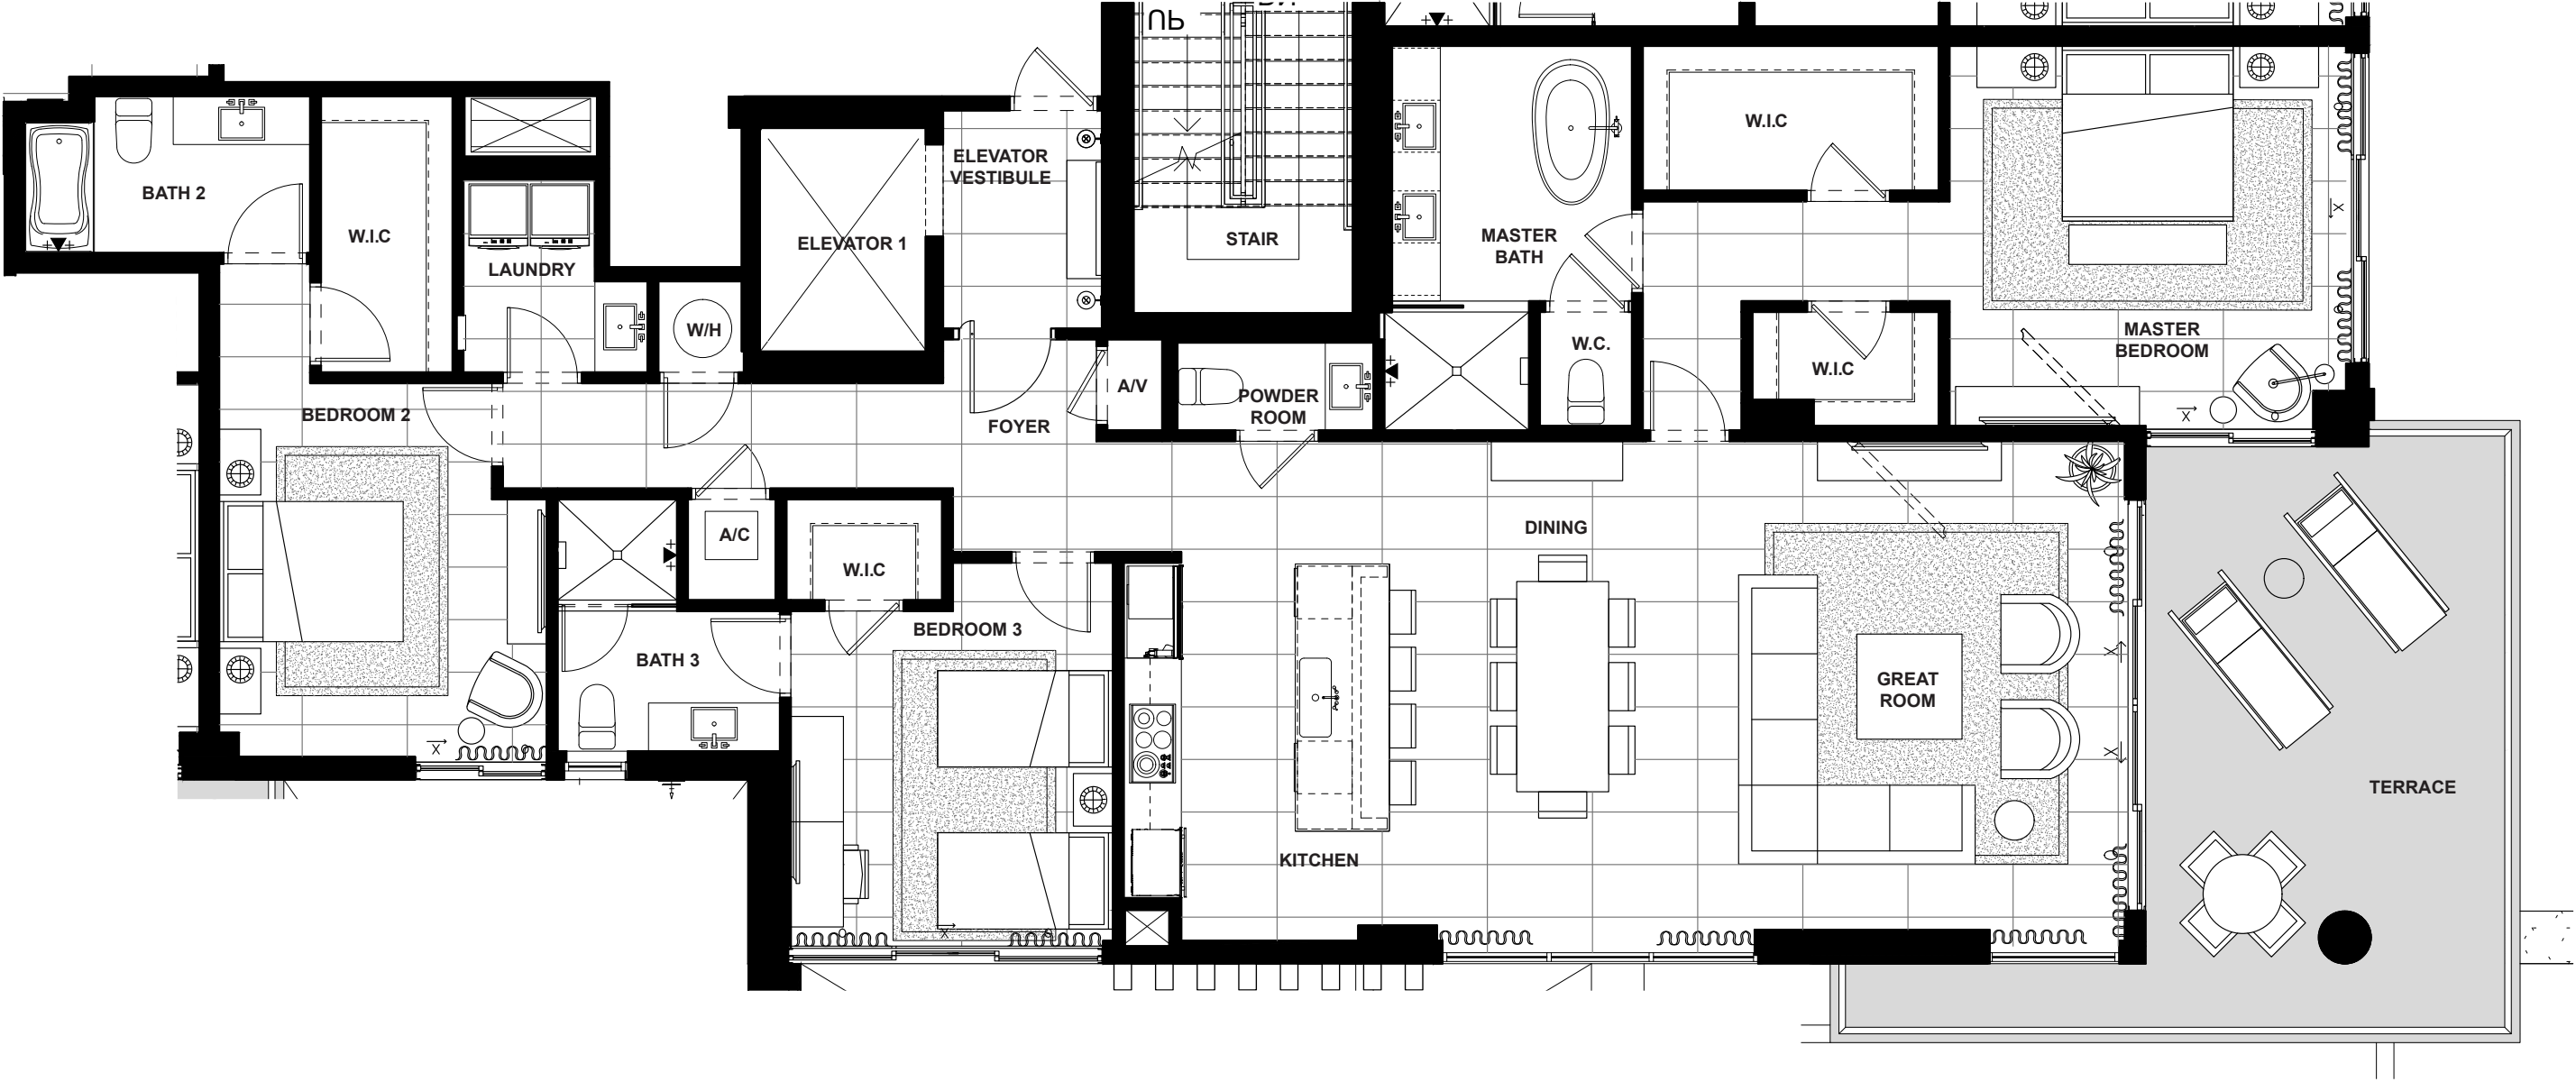 UP
W.I.C
ELEVATOR
VESTIBULE
BATH 2
W.I.C
ELEVATOR 1
STAIR
MASTER
BATH
LAUNDRY
W/H
W.C.
MASTER
BEDROOM
W.I.C
A/V
POWDER
ROOM
BEDROOM 2
FOYER
DINING
A/C
W.I.C
BEDROOM 3
BATH 3
GREAT
ROOM
TERRACE
KITCHEN
X
X
X
X
X
X